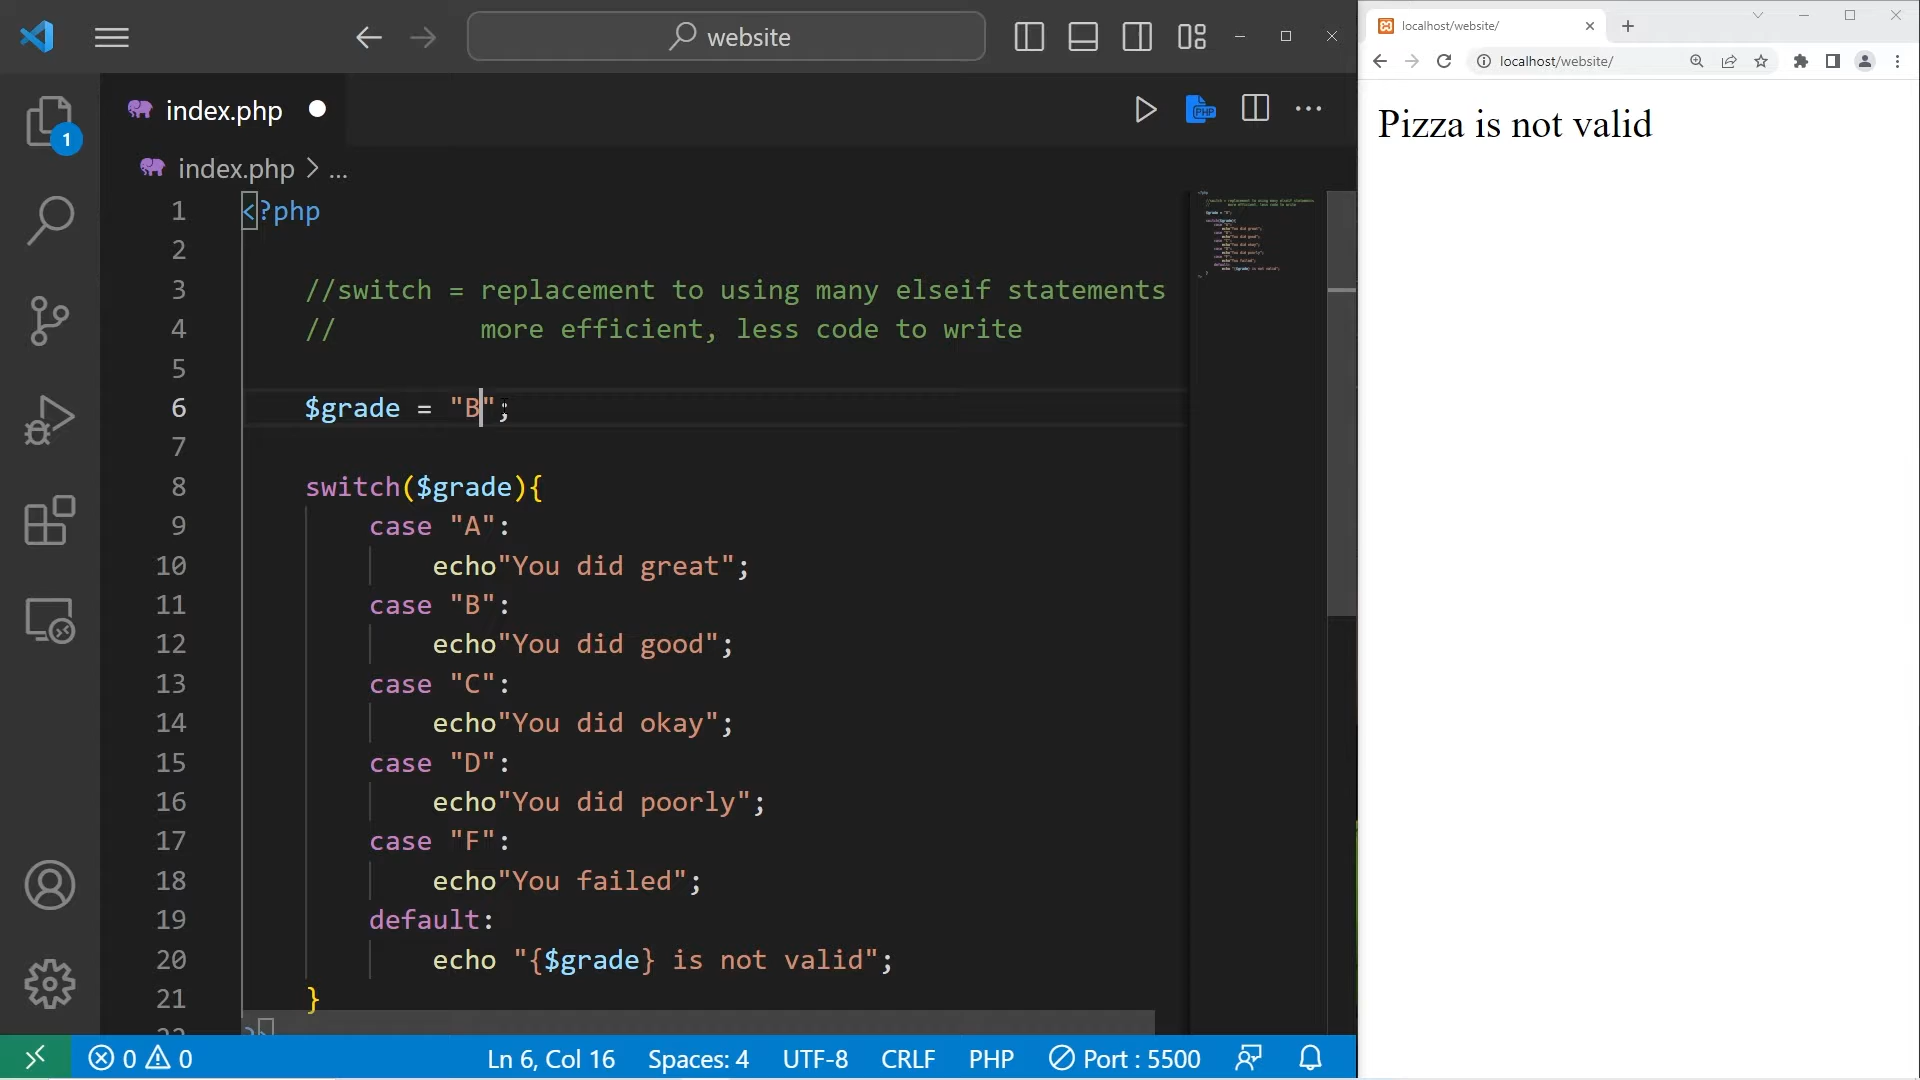 website
index.php
1
index.php > ...
1 <?php
2
3 //switch = replacement to using many elseif statements
4 // more efficient, less code to write
5
6 $grade = "B";
7
8 switch($grade){
9 case "A":
10 echo"You did great";
11 case "B":
12 echo"You did good";
13 case "C":
14 echo"You did okay";
15 case "D":
16 echo"You did poorly";
17 case "F":
18 echo"You failed";
19 default:
20 echo "{$grade} is not valid";
21 }
0 0 Ln 6, Col 16 Spaces: 4 UTF-8 CRLF PHP Port : 5500
localhost/website/
localhost/website/
Pizza is not valid